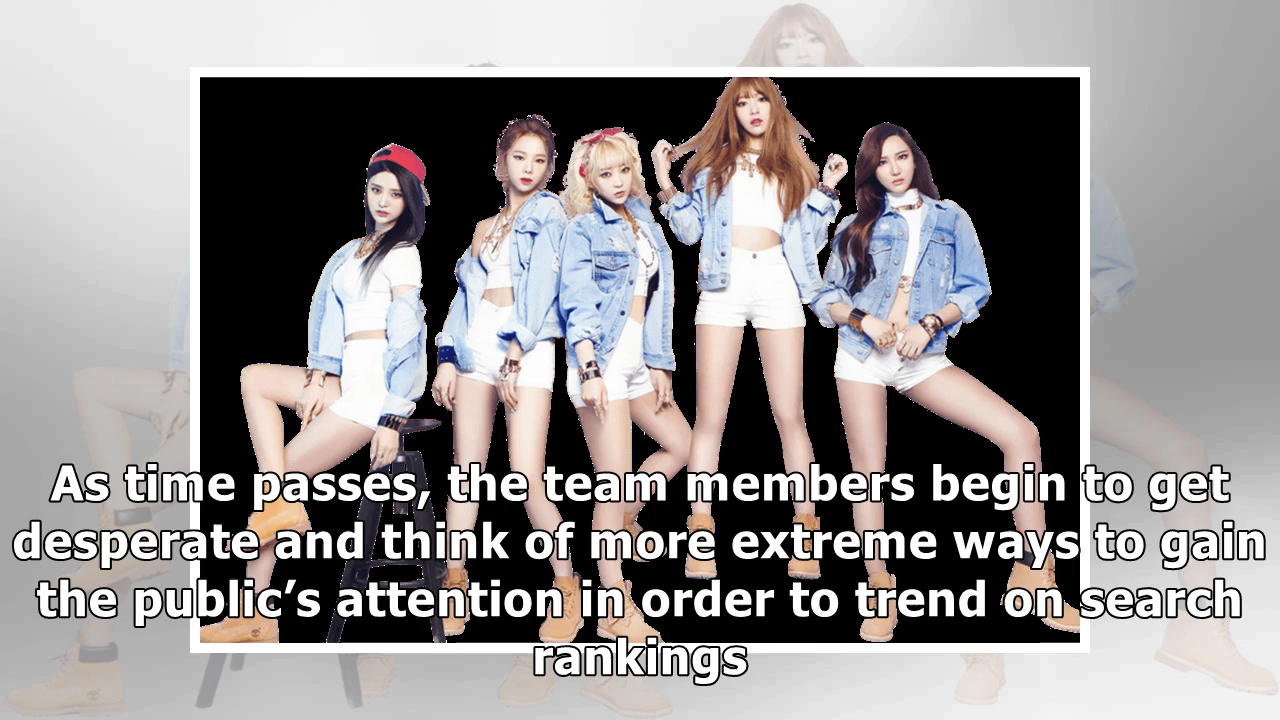 As time passes, the team members begin to get
desperate and think of more extreme ways to gain
the public’s attention in order to trend on search
rankings